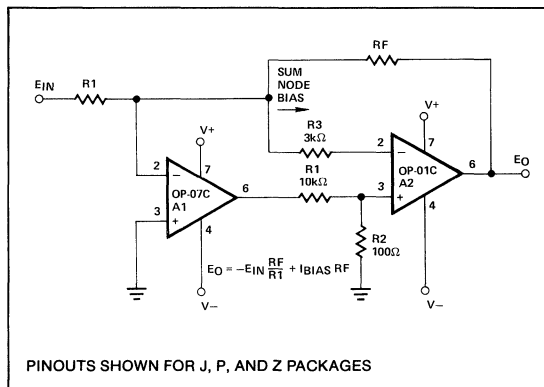 EIN
R1
SUM
NODE
BIAS
RF
V+
R3
3kΩ
V+
2
−
7
OP-07C
A1
6
3
+
4
R1
10kΩ
2
−
7
OP-01C
A2
6
EO
3
+
4
R2
100Ω
EO = −EIN RF/R1 + IBIAS RF
V−
V−
PINOUTS SHOWN FOR J, P, AND Z PACKAGES